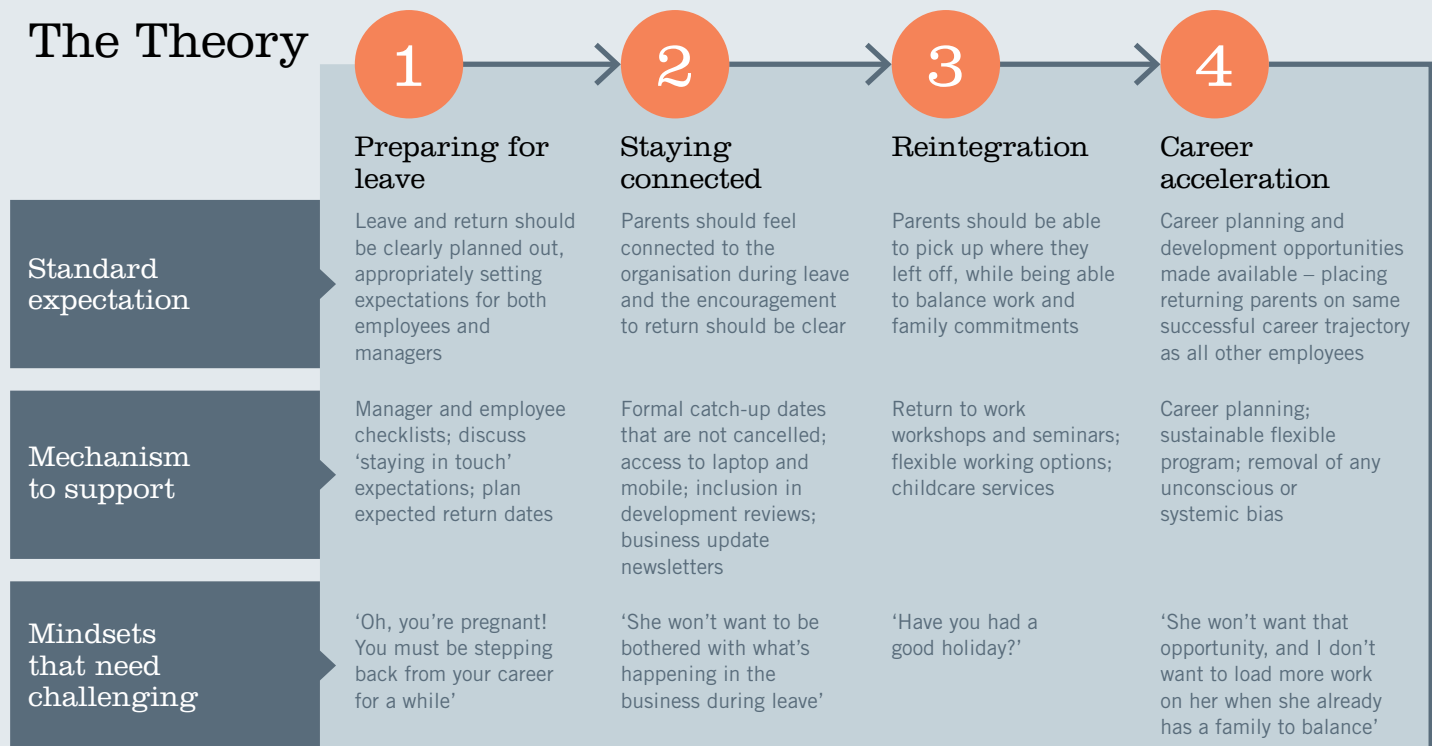 The Theory
1
2
3
4
Preparing for
leave
Staying
connected
Reintegration
Career
acceleration
Standard
expectation
Leave and return should
be clearly planned out,
appropriately setting
expectations for both
employees and
managers
Parents should feel
connected to the
organisation during leave
and the encouragement
to return should be clear
Parents should be able
to pick up where they
left off, while being able
to balance work and
family commitments
Career planning and
development opportunities
made available – placing
returning parents on same
successful career trajectory
as all other employees
Mechanism
to support
Manager and employee
checklists; discuss
‘staying in touch’
expectations; plan
expected return dates
Formal catch-up dates
that are not cancelled;
access to laptop and
mobile; inclusion in
development reviews;
business update
newsletters
Return to work
workshops and seminars;
flexible working options;
childcare services
Career planning;
sustainable flexible
program; removal of any
unconscious or
systemic bias
Mindsets
that need
challenging
‘Oh, you’re pregnant!
You must be stepping
back from your career
for a while’
‘She won’t want to be
bothered with what’s
happening in the
business during leave’
‘Have you had a
good holiday?’
‘She won’t want that
opportunity, and I don’t
want to load more work
on her when she already
has a family to balance’